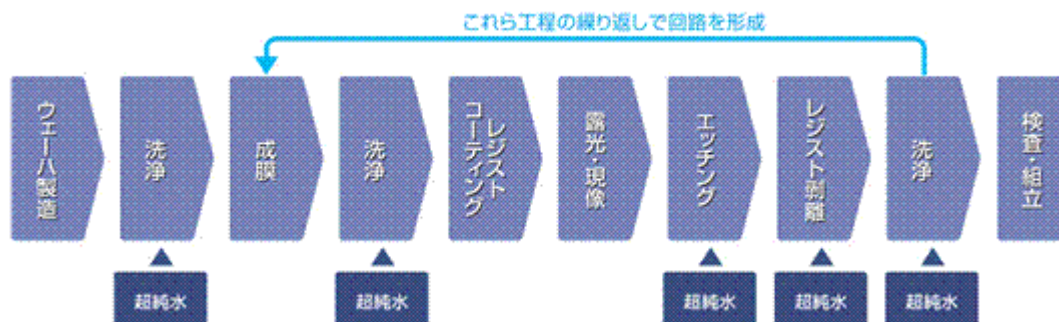 これら工程の繰り返しで回路を形成
ウェーハ製造
洗浄
成膜
洗浄
レジスト
コーティング
露光・現像
エッチング
レジスト剥離
洗浄
検査・組立
超純水
超純水
超純水
超純水
超純水